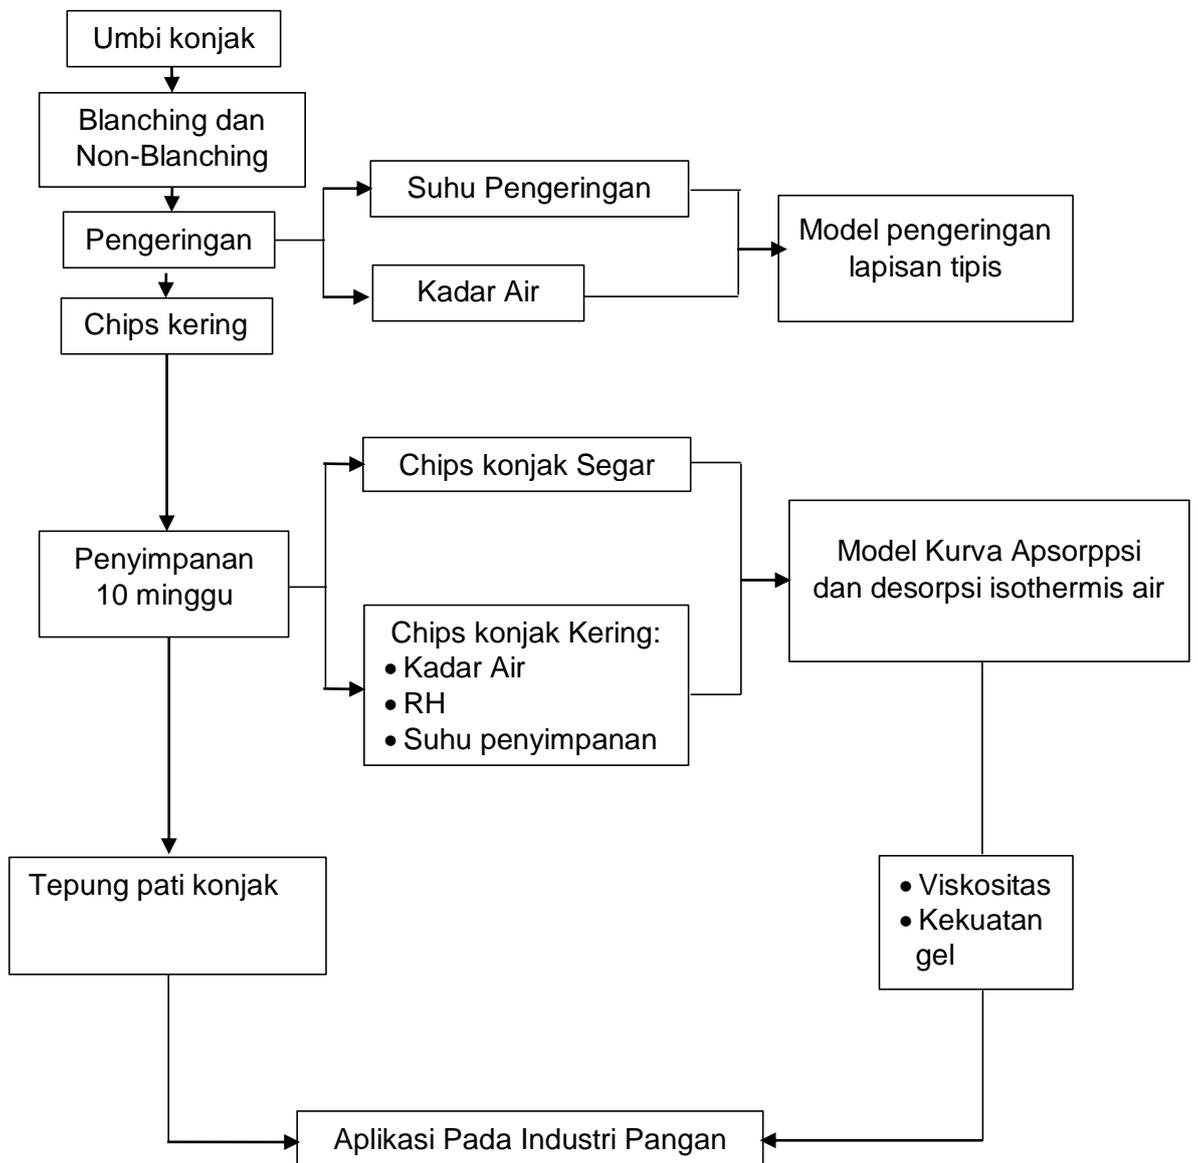 Umbi konjak
Blanching dan
Non-Blanching
Pengeringan
Suhu Pengeringan
Kadar Air
Model pengeringan
lapisan tipis
Chips kering
Penyimpanan
10 minggu
Chips konjak Segar
Chips konjak Kering:
• Kadar Air
• RH
• Suhu penyimpanan
Model Kurva Apsorppsi
dan desorpsi isothermis air
Tepung pati konjak
• Viskositas
• Kekuatan
gel
Aplikasi Pada Industri Pangan